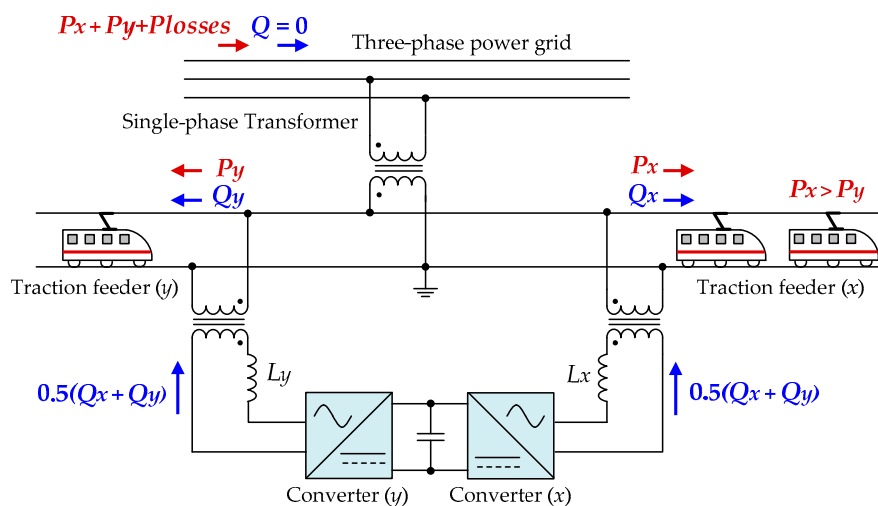 Px + Py+Plosses Q = 0
Three-phase power grid
Single-phase Transformer
Py
Qy
Px
Qx
Px > Py
Traction feeder (y)
Traction feeder (x)
Ly
Lx
0.5(Qx + Qy)
0.5(Qx + Qy)
Converter (y)
Converter (x)